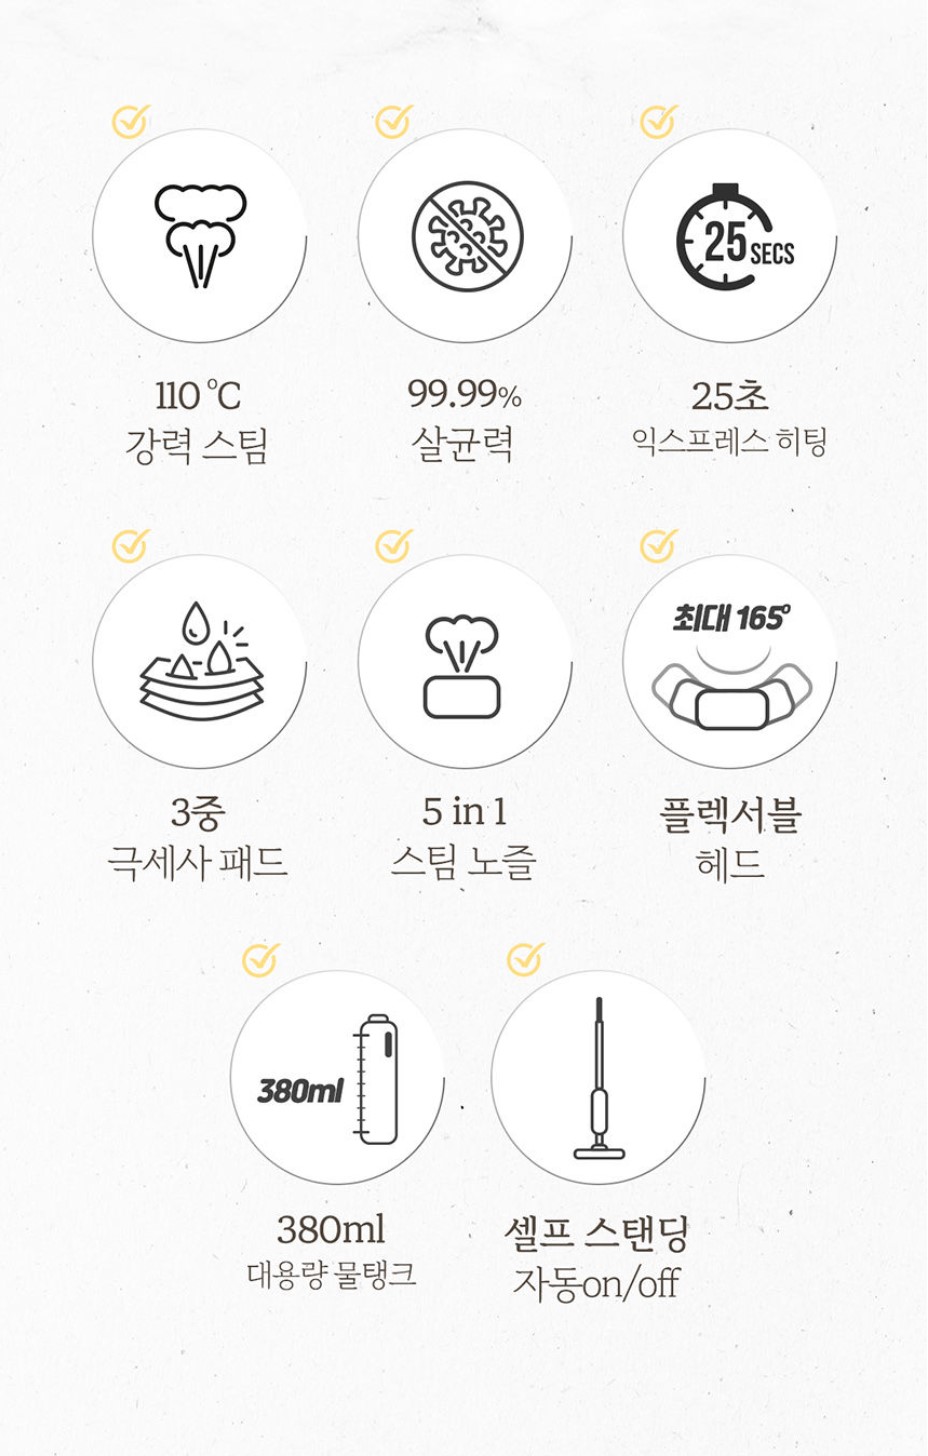 25 SECS
110 °C
강력 스팀
99.99%
살균력
25초
익스프레스 히팅
최대 165°
3중
극세사 패드
5 in 1
스팀 노즐
플렉서블
헤드
380ml
380ml
대용량 물탱크
셀프 스탠딩
자동on/off